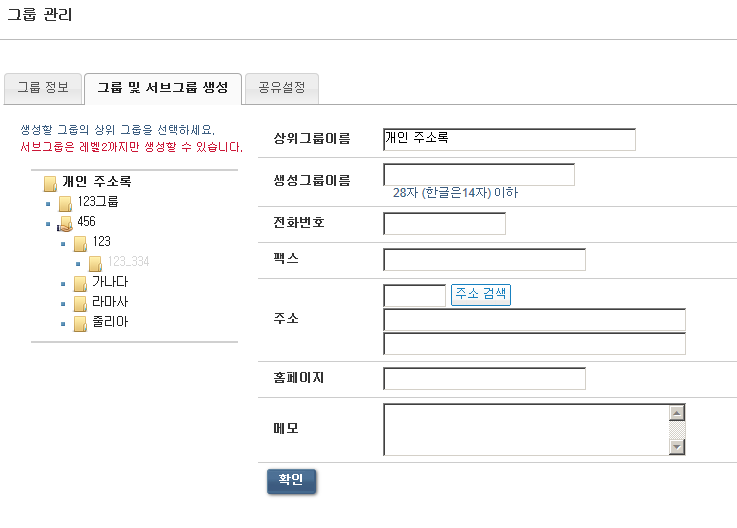 그룹 관리
그룹 정보
그룹 및 서브그룹 생성
공유설정
생성할 그룹의 상위 그룹을 선택하세요.
서브그룹은 레벨2까지만 생성할 수 있습니다.
개인 주소록
123그룹
456
123
123_334
가나다
라마사
줄리아
상위그룹이름
개인 주소록
생성그룹이름
28자 (한글은14자) 이하
전화번호
팩스
주소
주소 검색
홈페이지
메모
확인